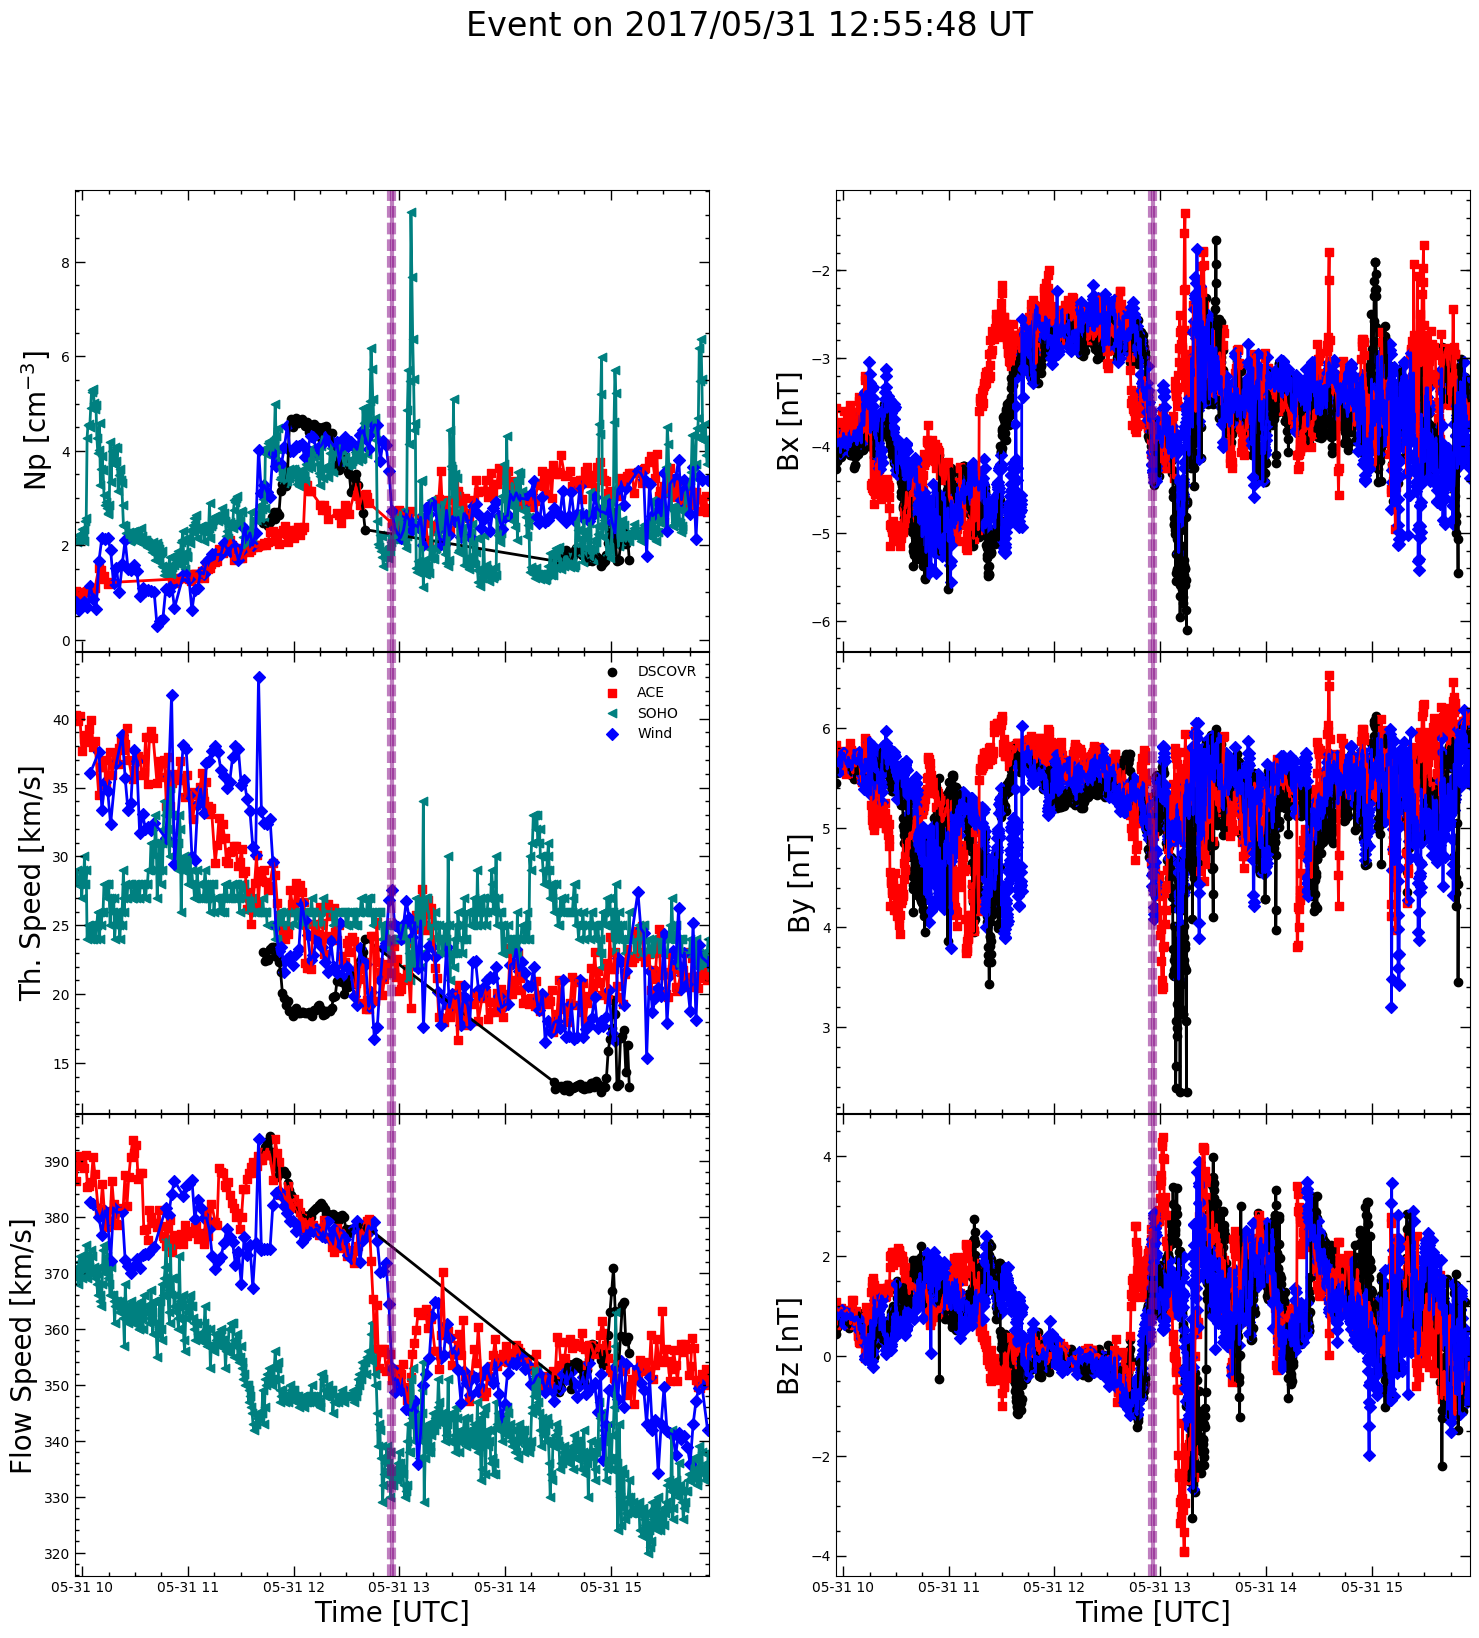 Event on 2017/05/31 12:55:48 UT
Np [cm⁻³]
8
6
4
2
0
Th. Speed [km/s]
40
35
30
25
20
15
DSCOVR
ACE
SOHO
Wind
Flow Speed [km/s]
390
380
370
360
350
340
330
320
05-31 10 05-31 11 05-31 12 05-31 13 05-31 14 05-31 15
Time [UTC]
Bx [nT]
−2
−3
−4
−5
−6
By [nT]
6
5
4
3
Bz [nT]
4
2
0
−2
−4
05-31 10 05-31 11 05-31 12 05-31 13 05-31 14 05-31 15
Time [UTC]